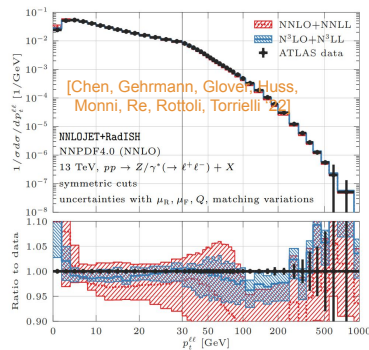 NNLO+NNLL
N³LO+N³LL
ATLAS data
[Chen, Gehrmann, Glover, Huss,
Monni, Re, Rottoli, Torrielli '22]
NNLOJET+RadISH
NNPDF4.0 (NNLO)
13 TeV, pp → Z/γ*(→ ℓ⁺ℓ⁻) + X
symmetric cuts
uncertainties with μR, μF, Q, matching variations
1/σ dσ/dpₜ^ℓℓ [1/GeV]
10⁻¹
10⁻²
10⁻³
10⁻⁴
10⁻⁵
10⁻⁶
10⁻⁷
10⁻⁸
Ratio to data
1.10
1.05
1.00
0.95
0.90
0 10 20 30 50 100 200 500 1000
pₜ^ℓℓ [GeV]